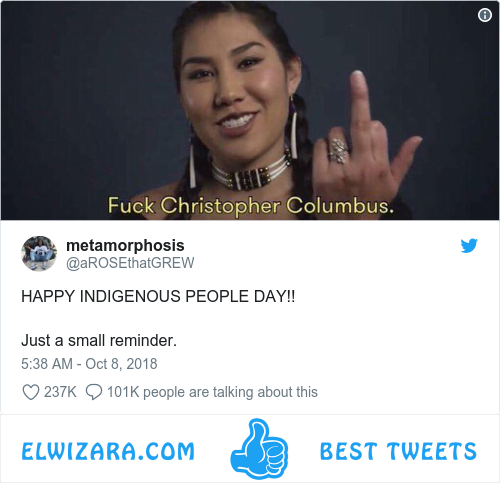 Fuck Christopher Columbus.
metamorphosis
@aROSEthatGREW
HAPPY INDIGENOUS PEOPLE DAY!!
Just a small reminder.
5:38 AM - Oct 8, 2018
237K 101K people are talking about this
ELWIZARA.COM BEST TWEETS